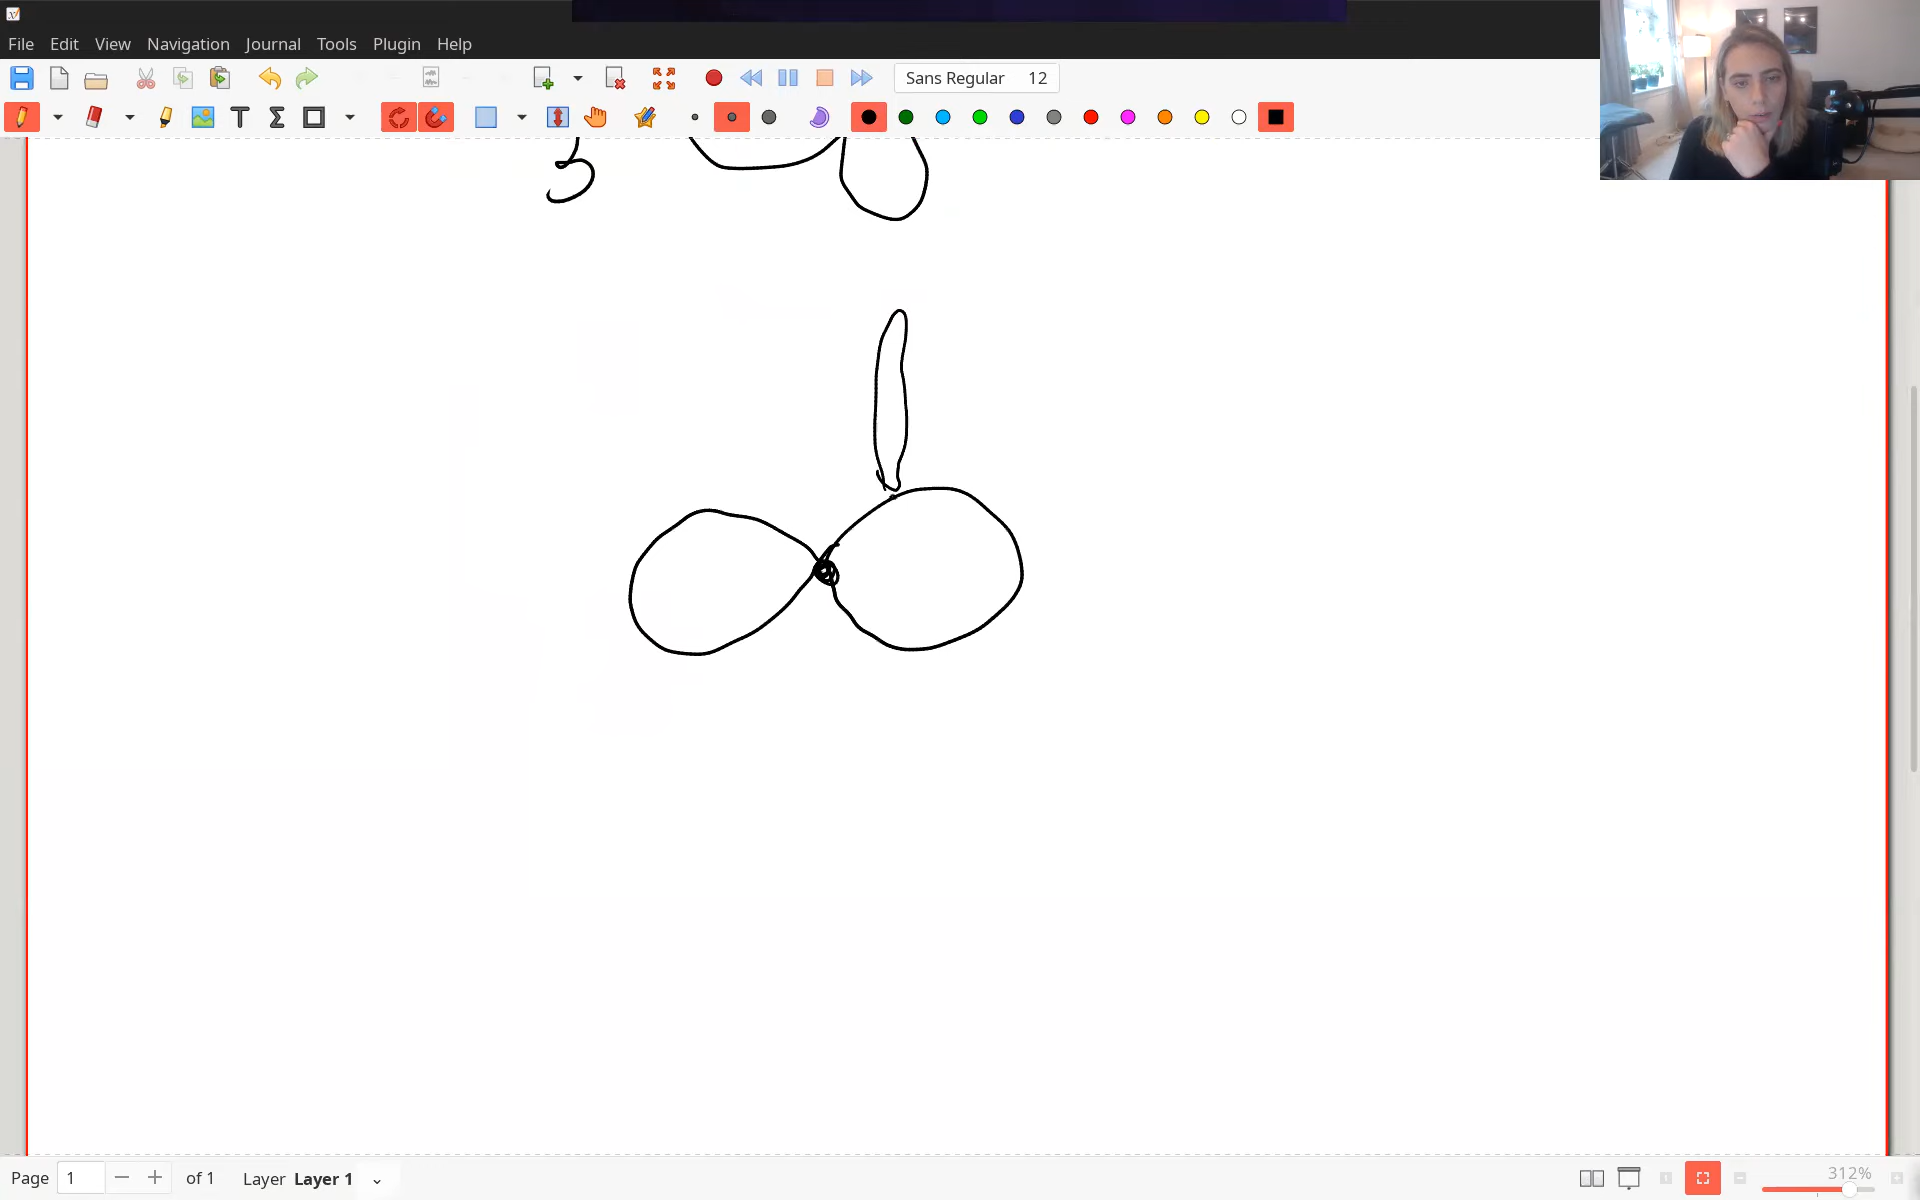 File Edit View Navigation Journal Tools Plugin Help
Sans Regular 12
Page 1 of 1 Layer Layer 1 312%